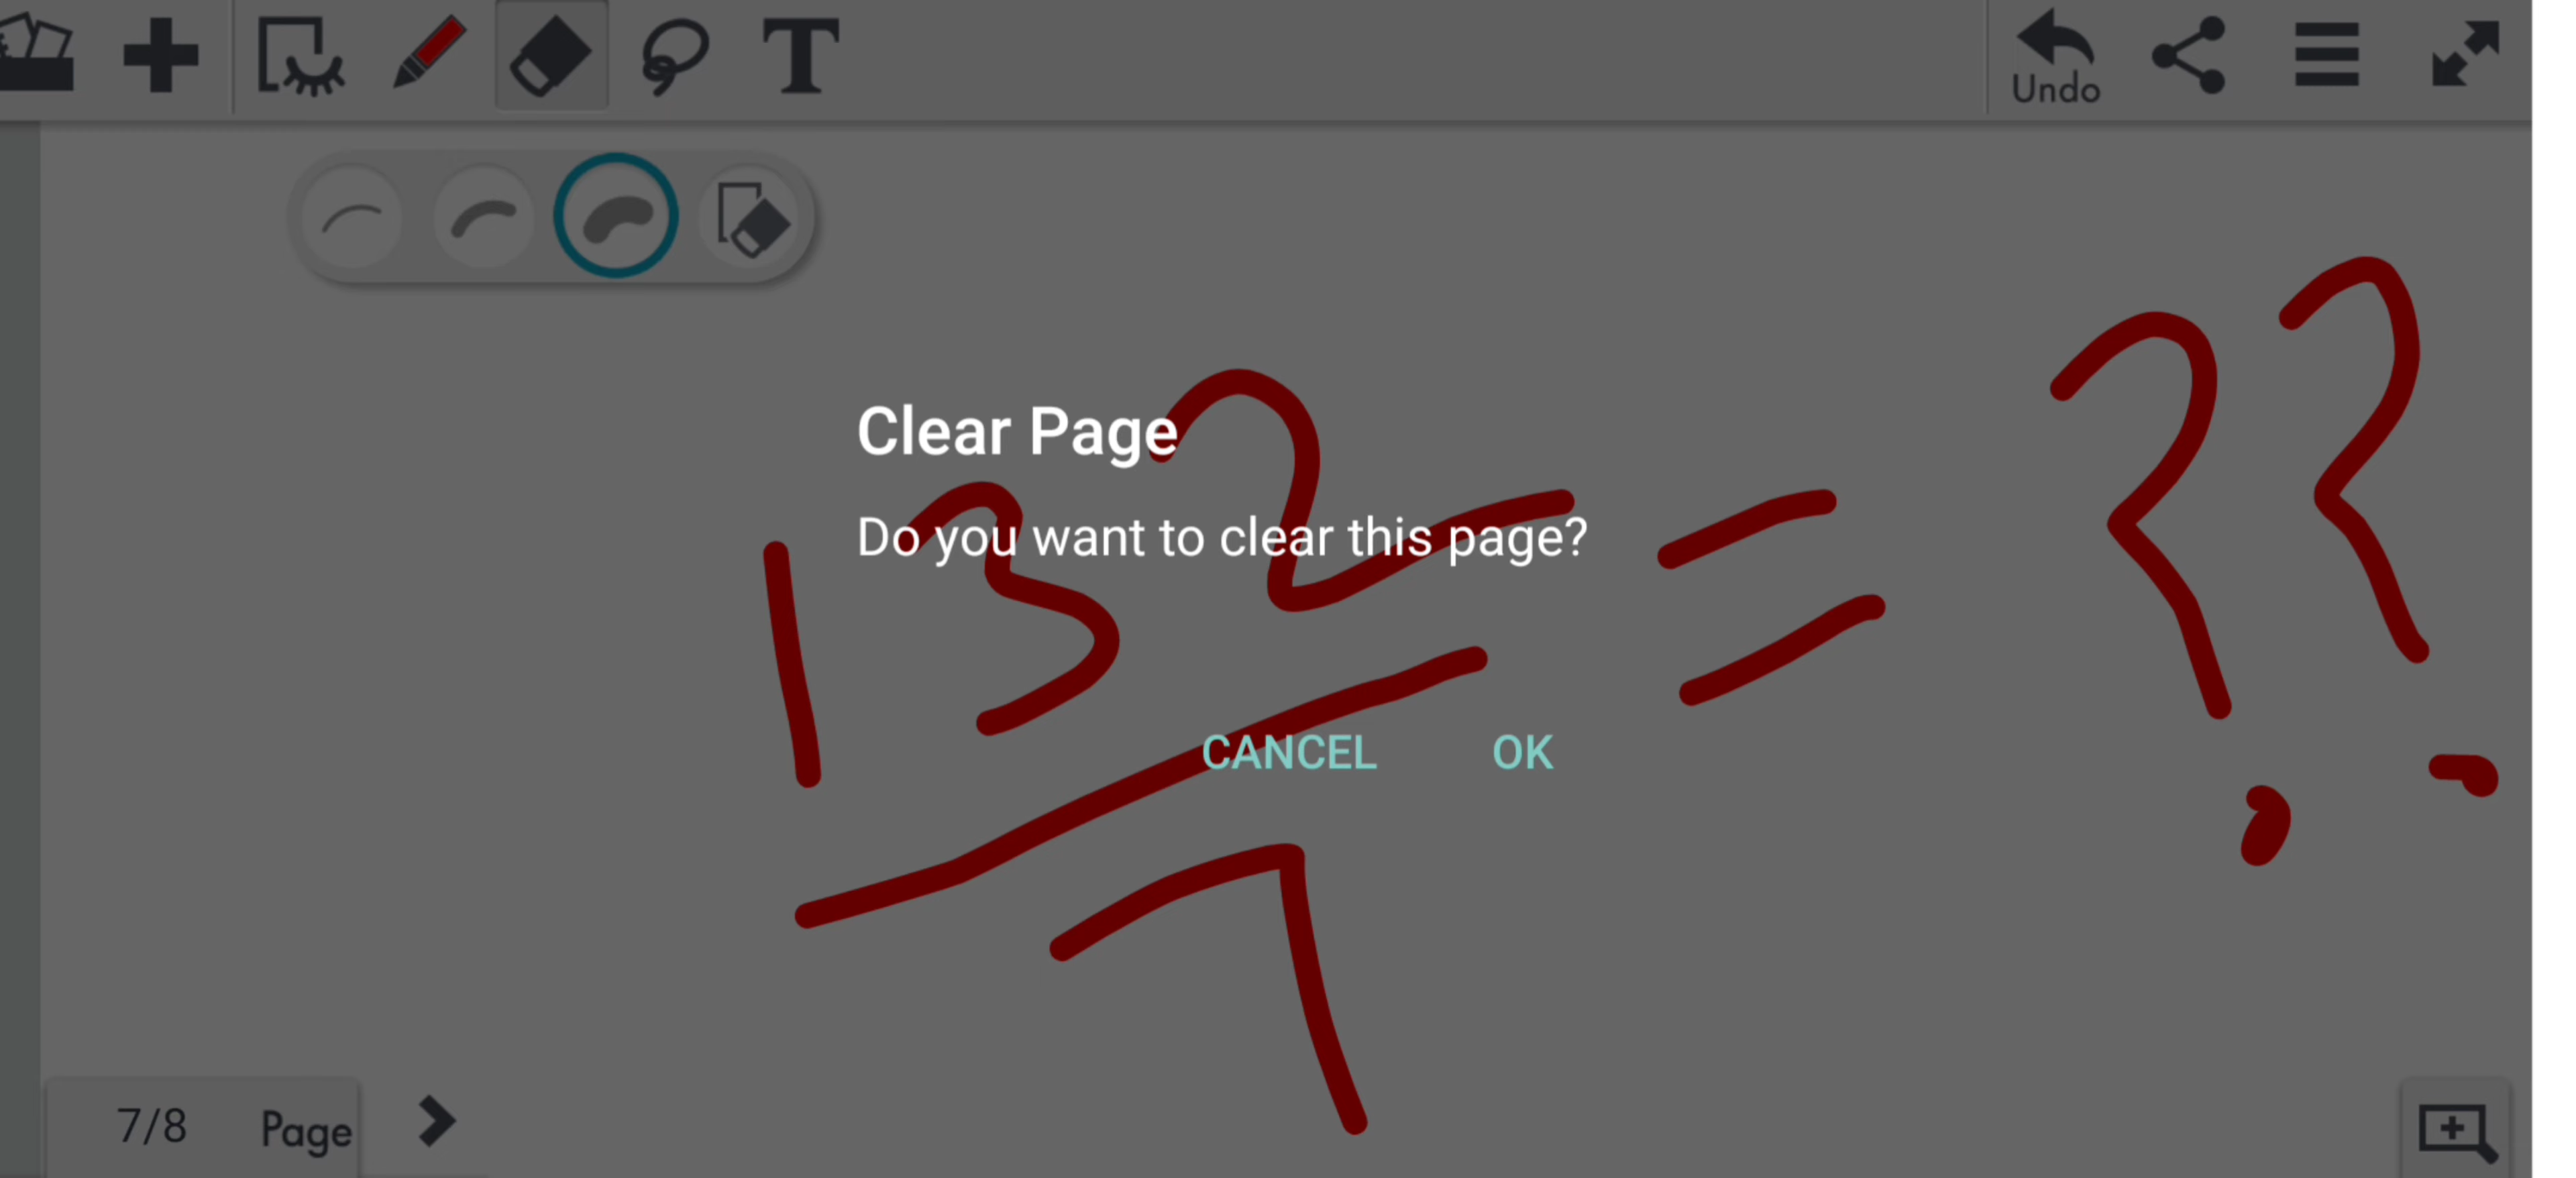 T
Undo
Clear Page
Do you want to clear this page?
132 = ??
7
CANCEL OK
7/8 Page